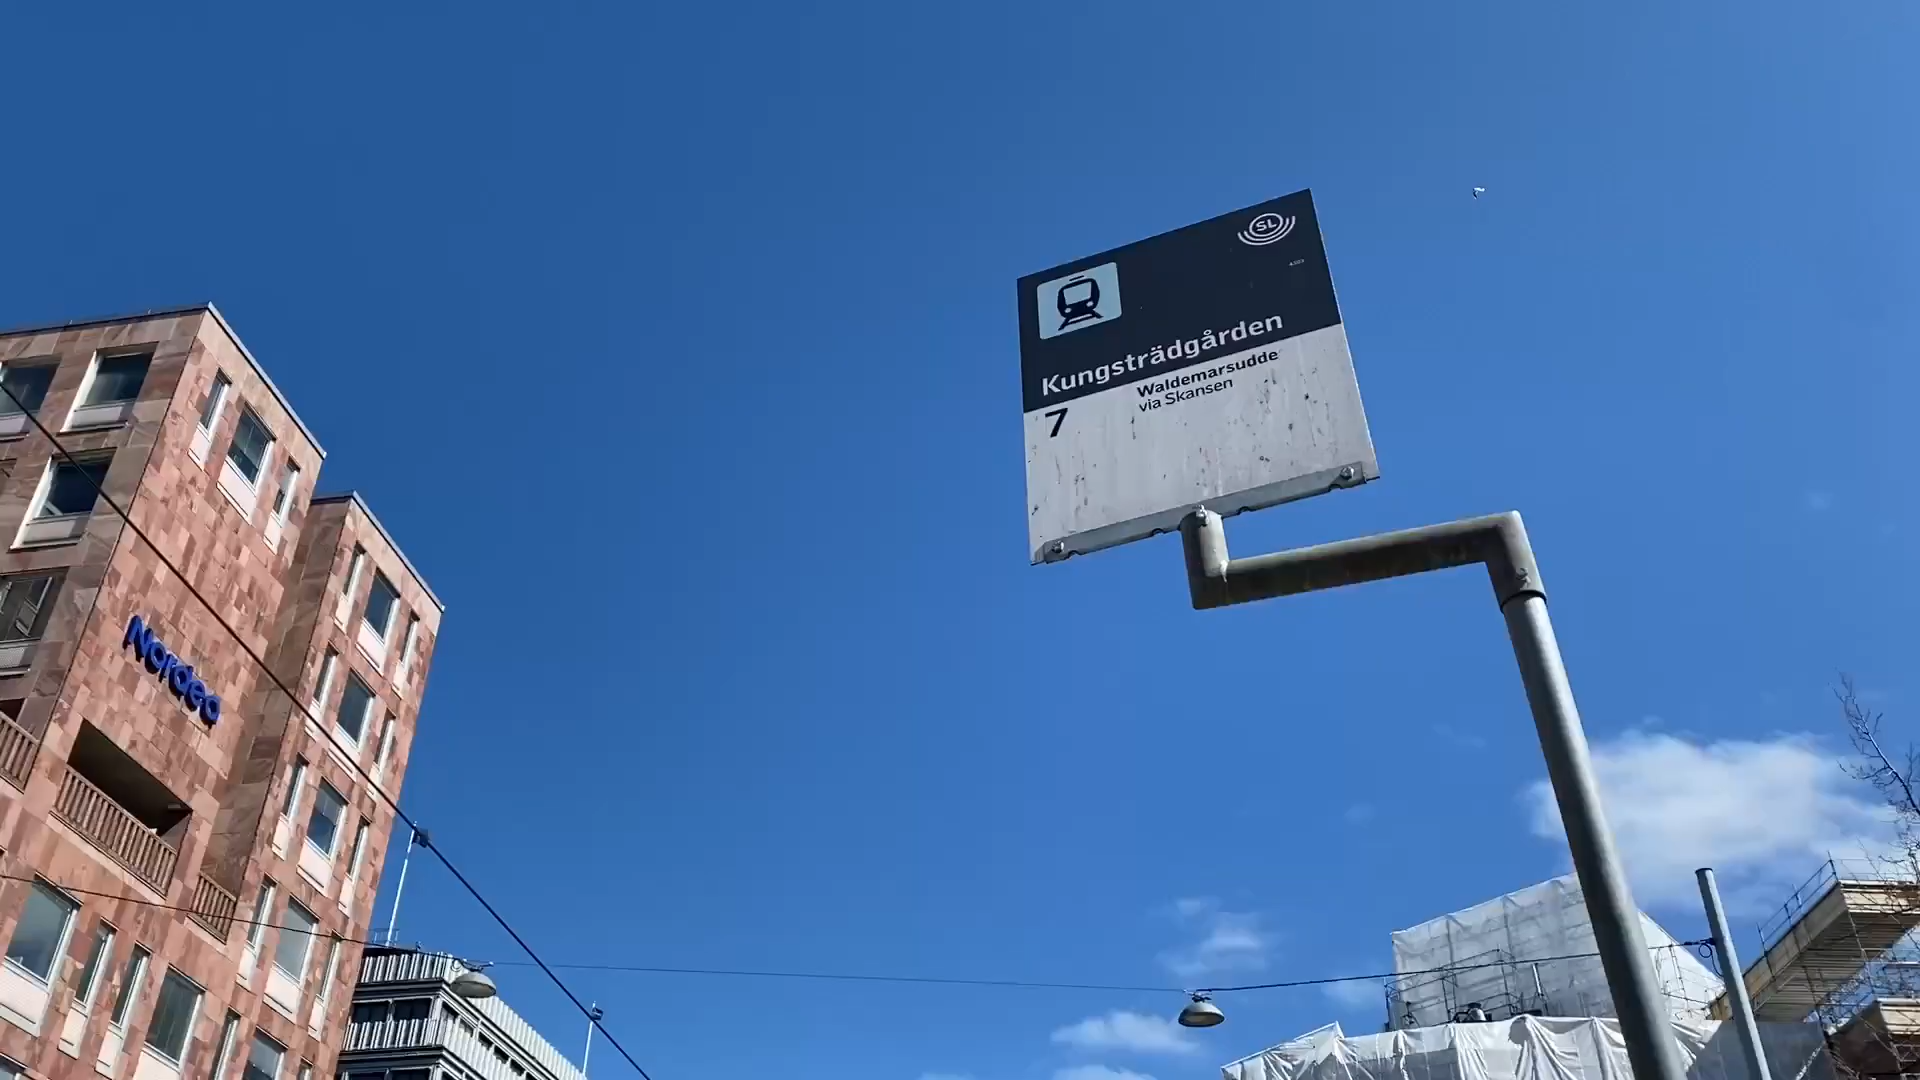 SL
Kungsträdgården
7
Waldemarsudde
via Skansen
Nordea